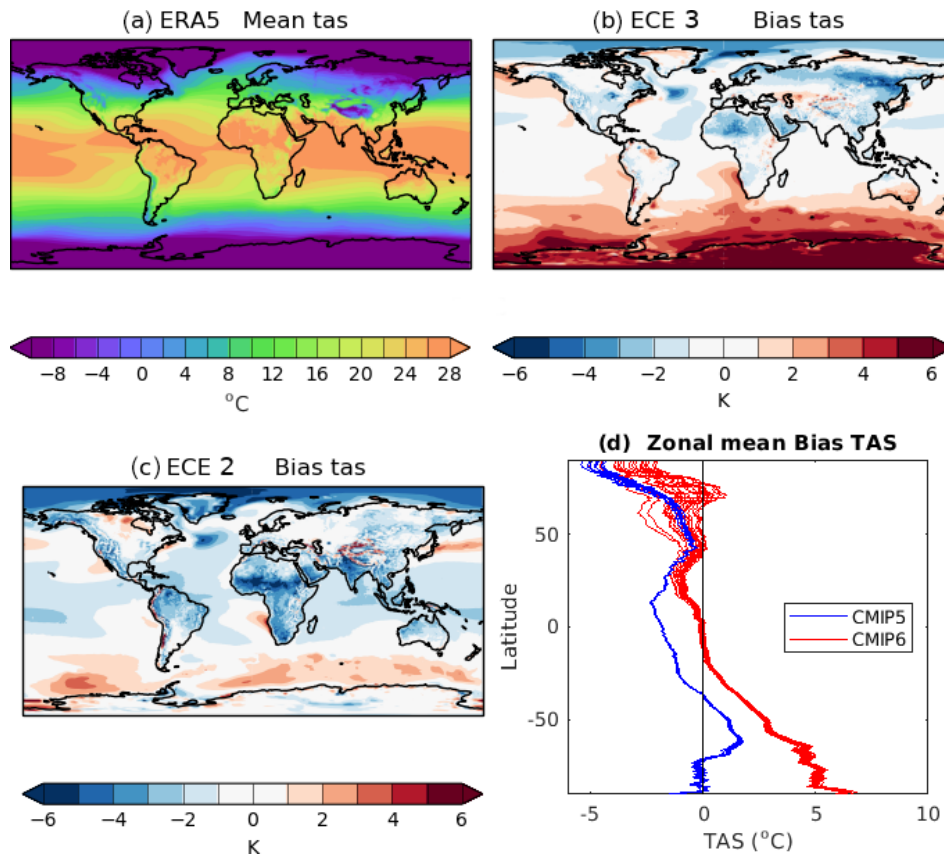 (a) ERA5 Mean tas
(b) ECE 3 Bias tas
−8 −4 0 4 8 12 16 20 24 28
°C
−6 −4 −2 0 2 4 6
K
(c) ECE 2 Bias tas
−6 −4 −2 0 2 4 6
K
(d) Zonal mean Bias TAS
Latitude
50
0
-50
CMIP5
CMIP6
-5 0 5 10
TAS (°C)